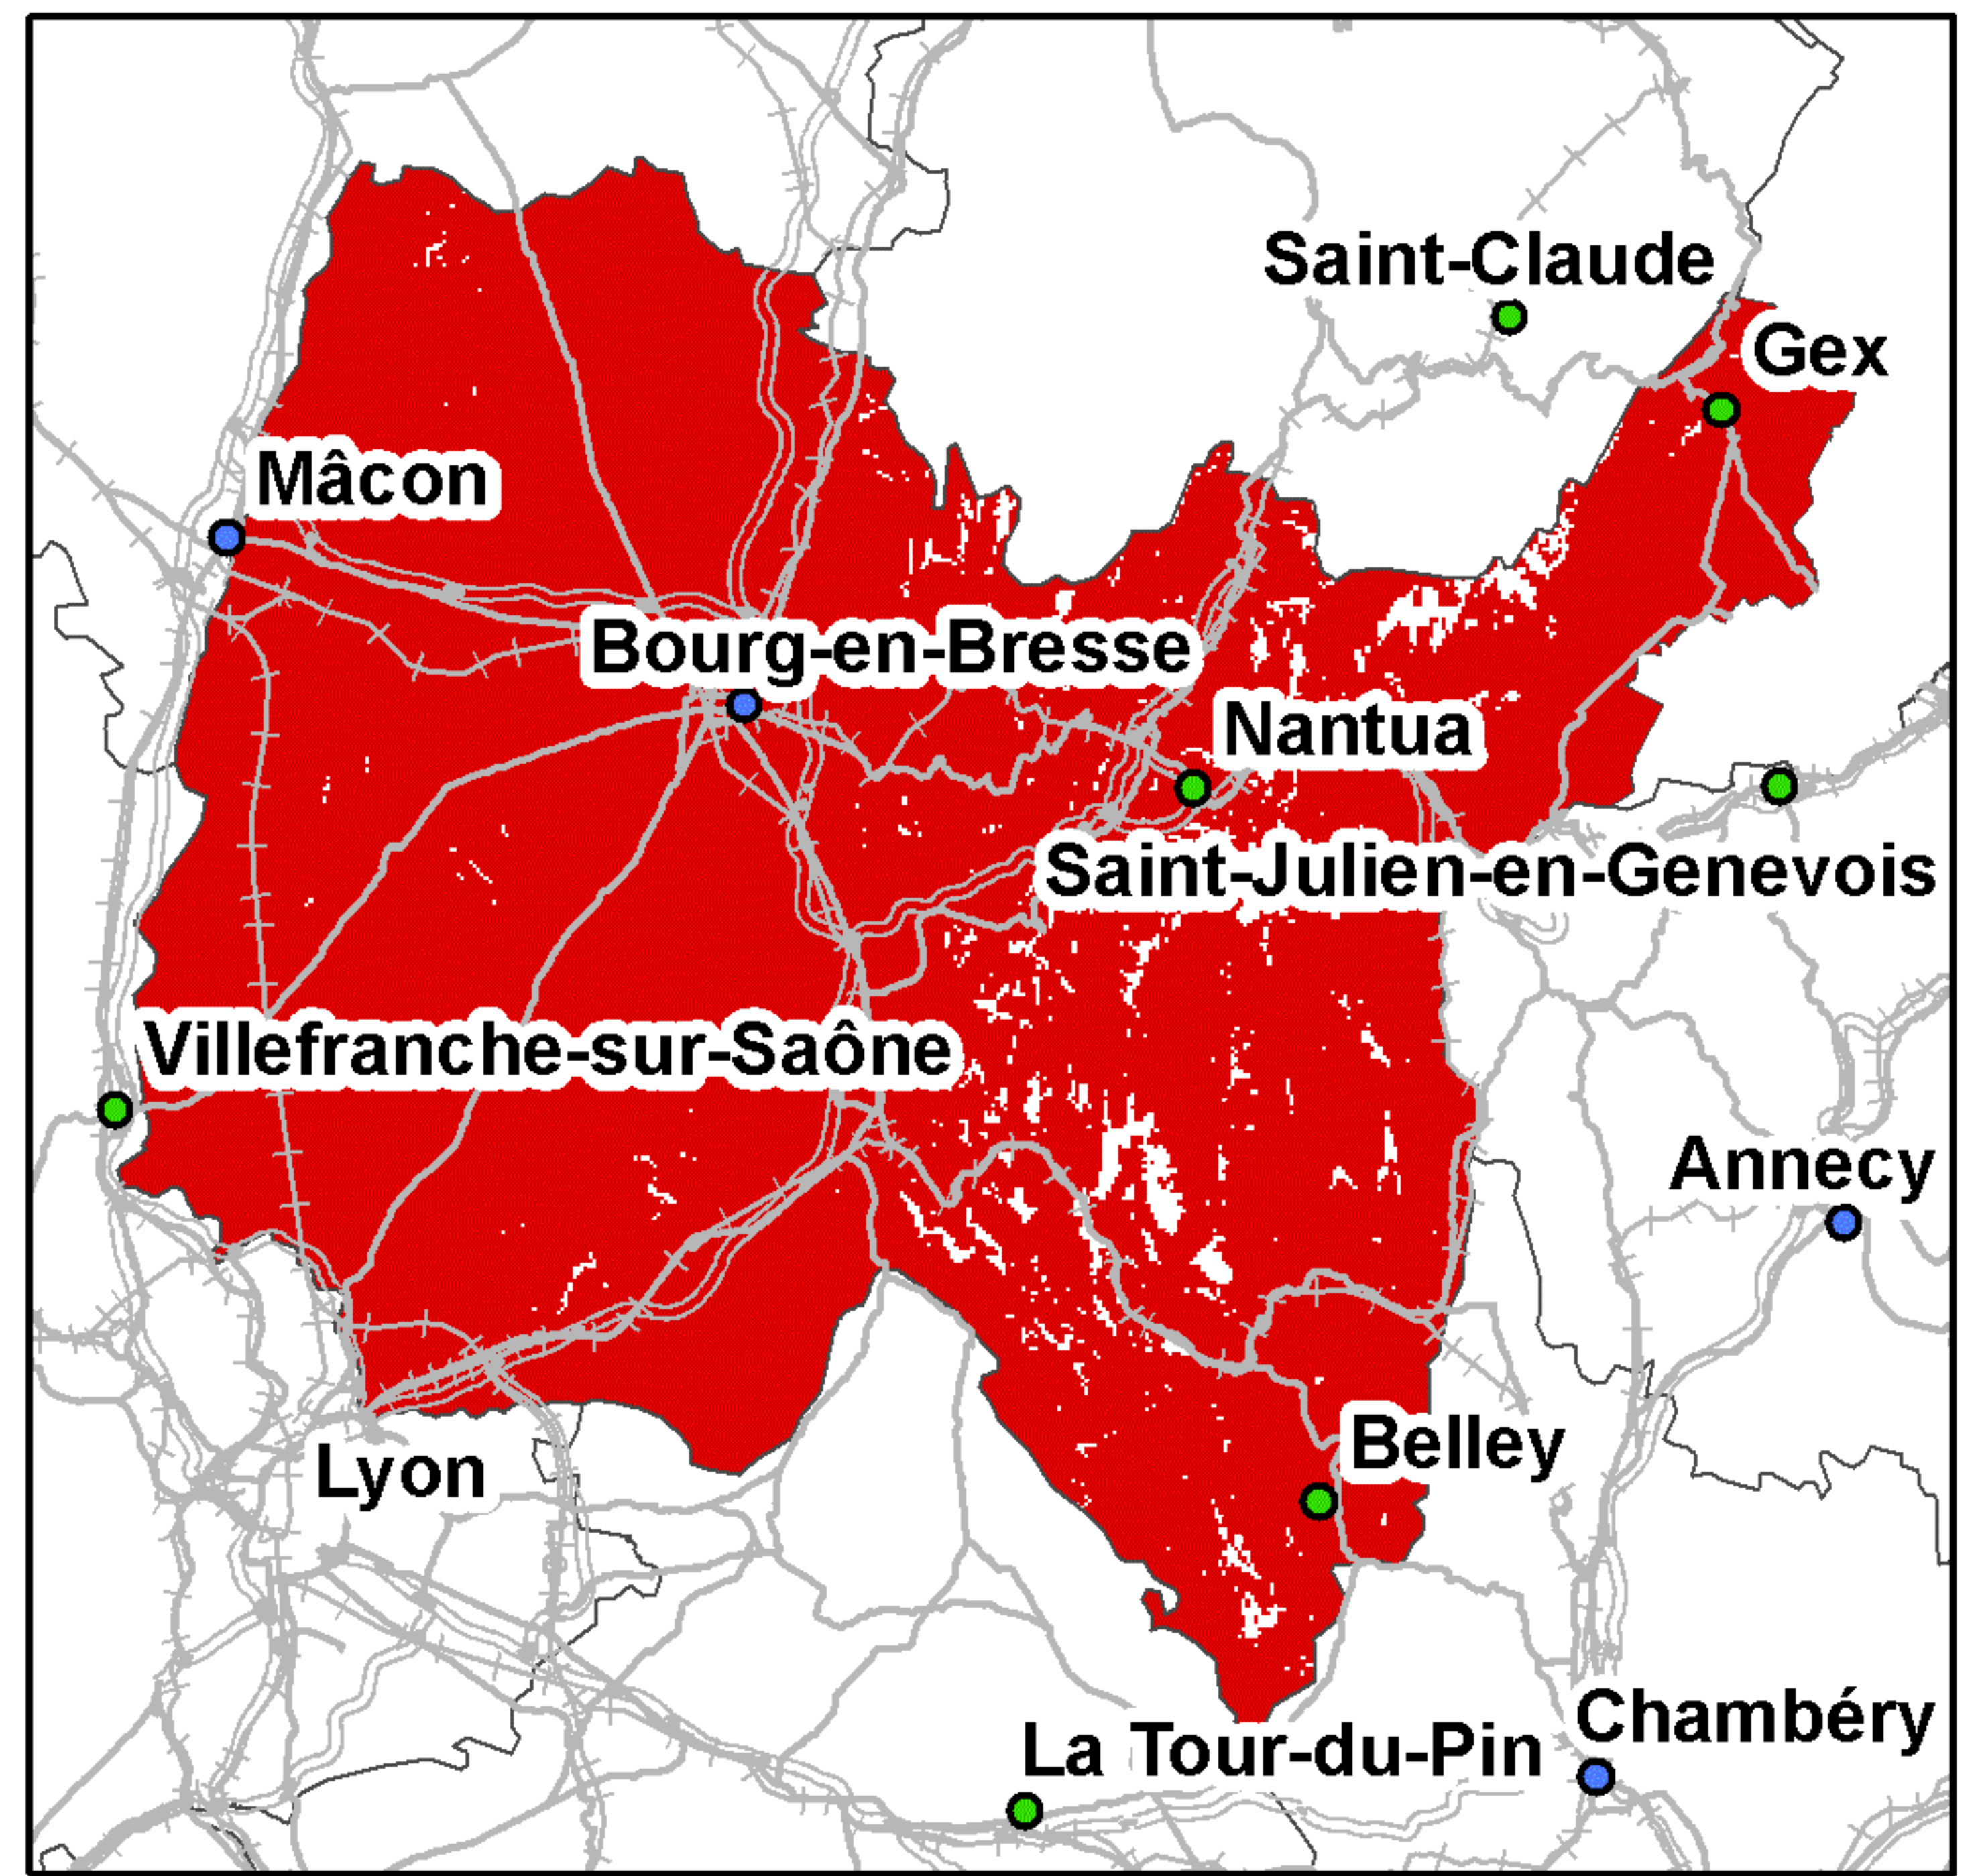 Saint-Claude
Gex
Mâcon
Bourg-en-Bresse
Nantua
Saint-Julien-en-Genevois
Villefranche-sur-Saône
Annecy
Belley
Lyon
Chambéry
La Tour-du-Pin